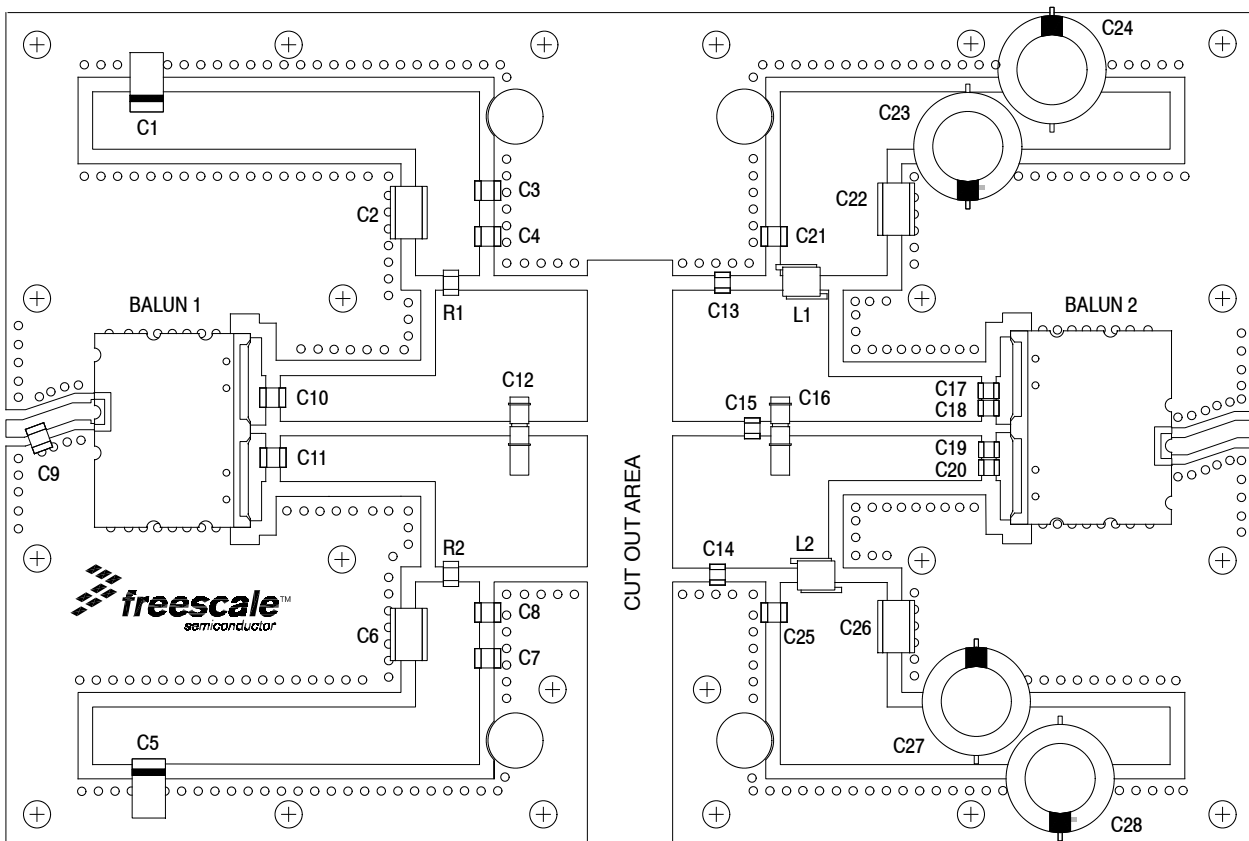 C24
C23
C1
C3
C2
C22
C4
C21
BALUN 1
R1
C13
L1
BALUN 2
C12
C10
C15
C16
C17
C18
C9
C11
C19
C20
CUT OUT AREA
R2
C14
L2
freescale™
semiconductor
C8
C6
C25
C26
C7
C5
C27
C28